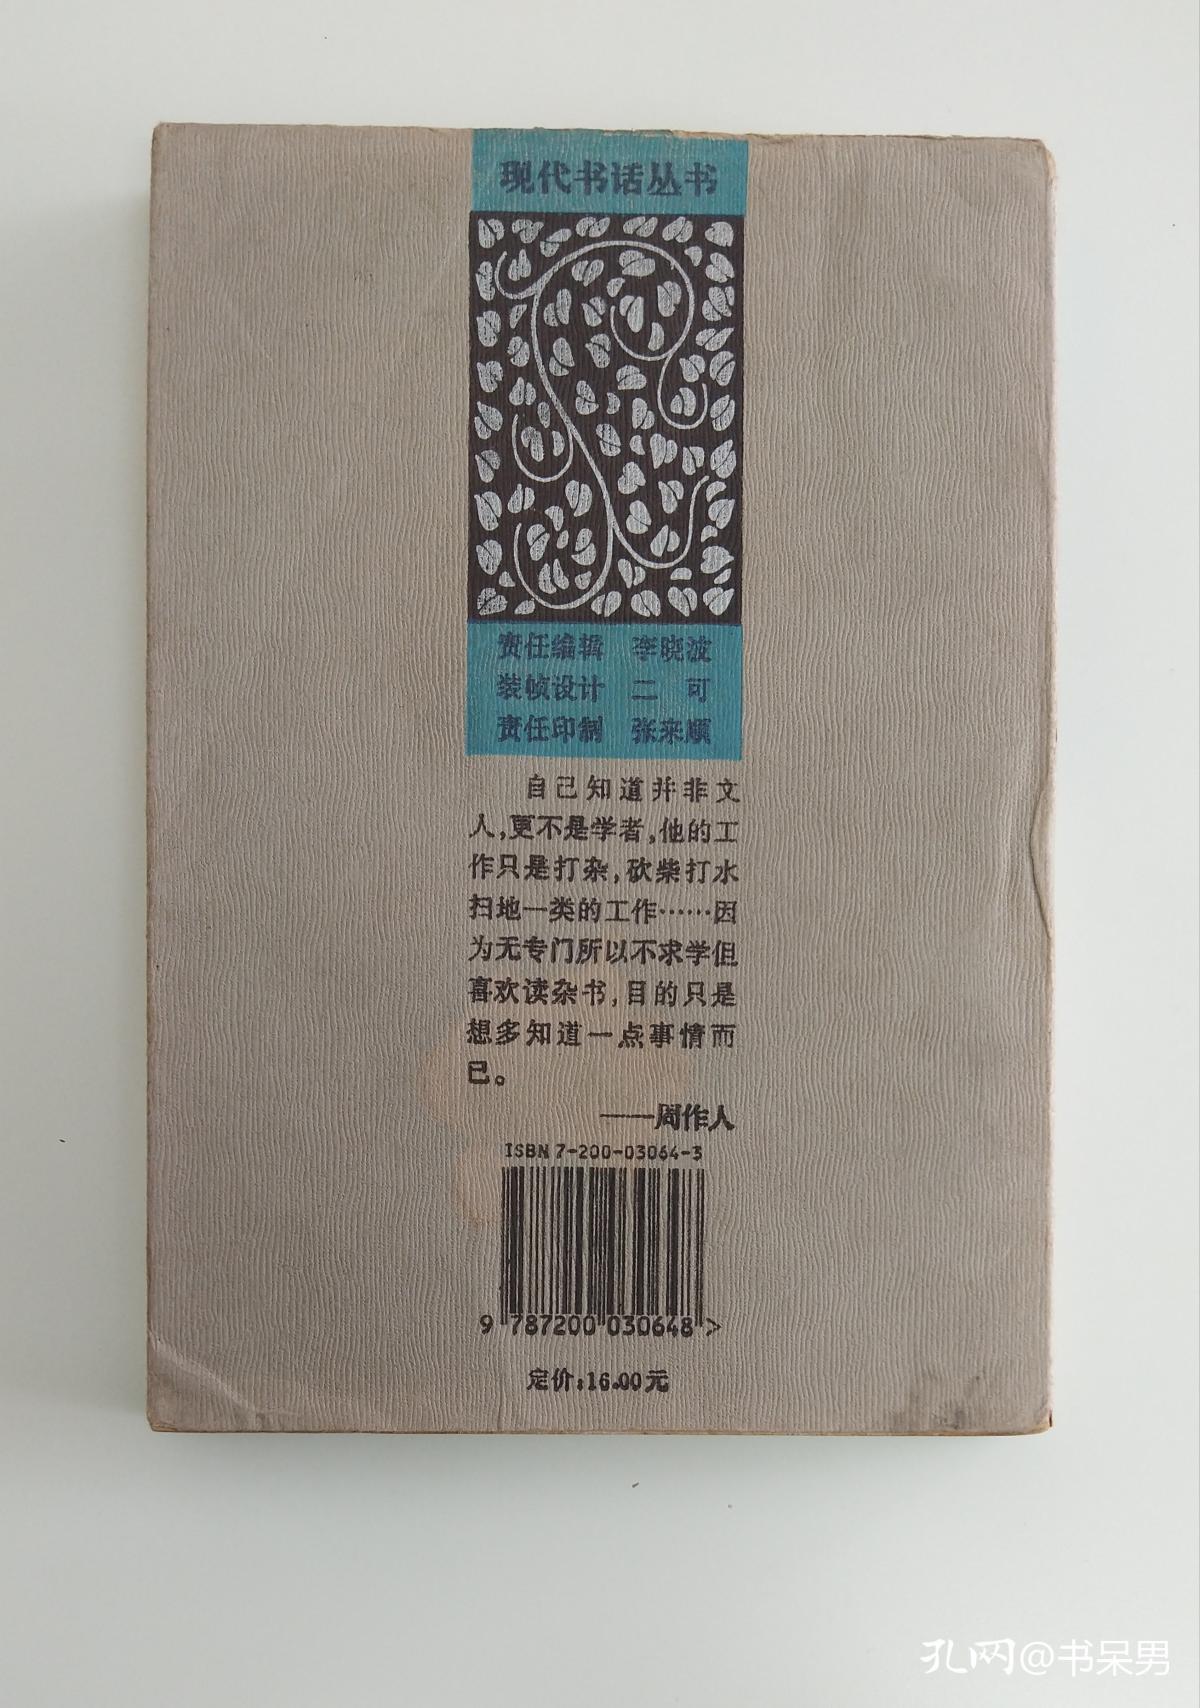 现代书话丛书
责任编辑 李晓波
装帧设计 二 可
责任印制 张来顺
自己知道并非文
人,更不是学者,他的工
作只是打杂,砍柴打水
扫地一类的工作……因
为无专门所以不求学但
喜欢读杂书,目的只是
想多知道一点事情而
已。
——周作人
ISBN 7-200-03064-3
9 787200 030648 >
定价:16.00元
孔网@书呆男